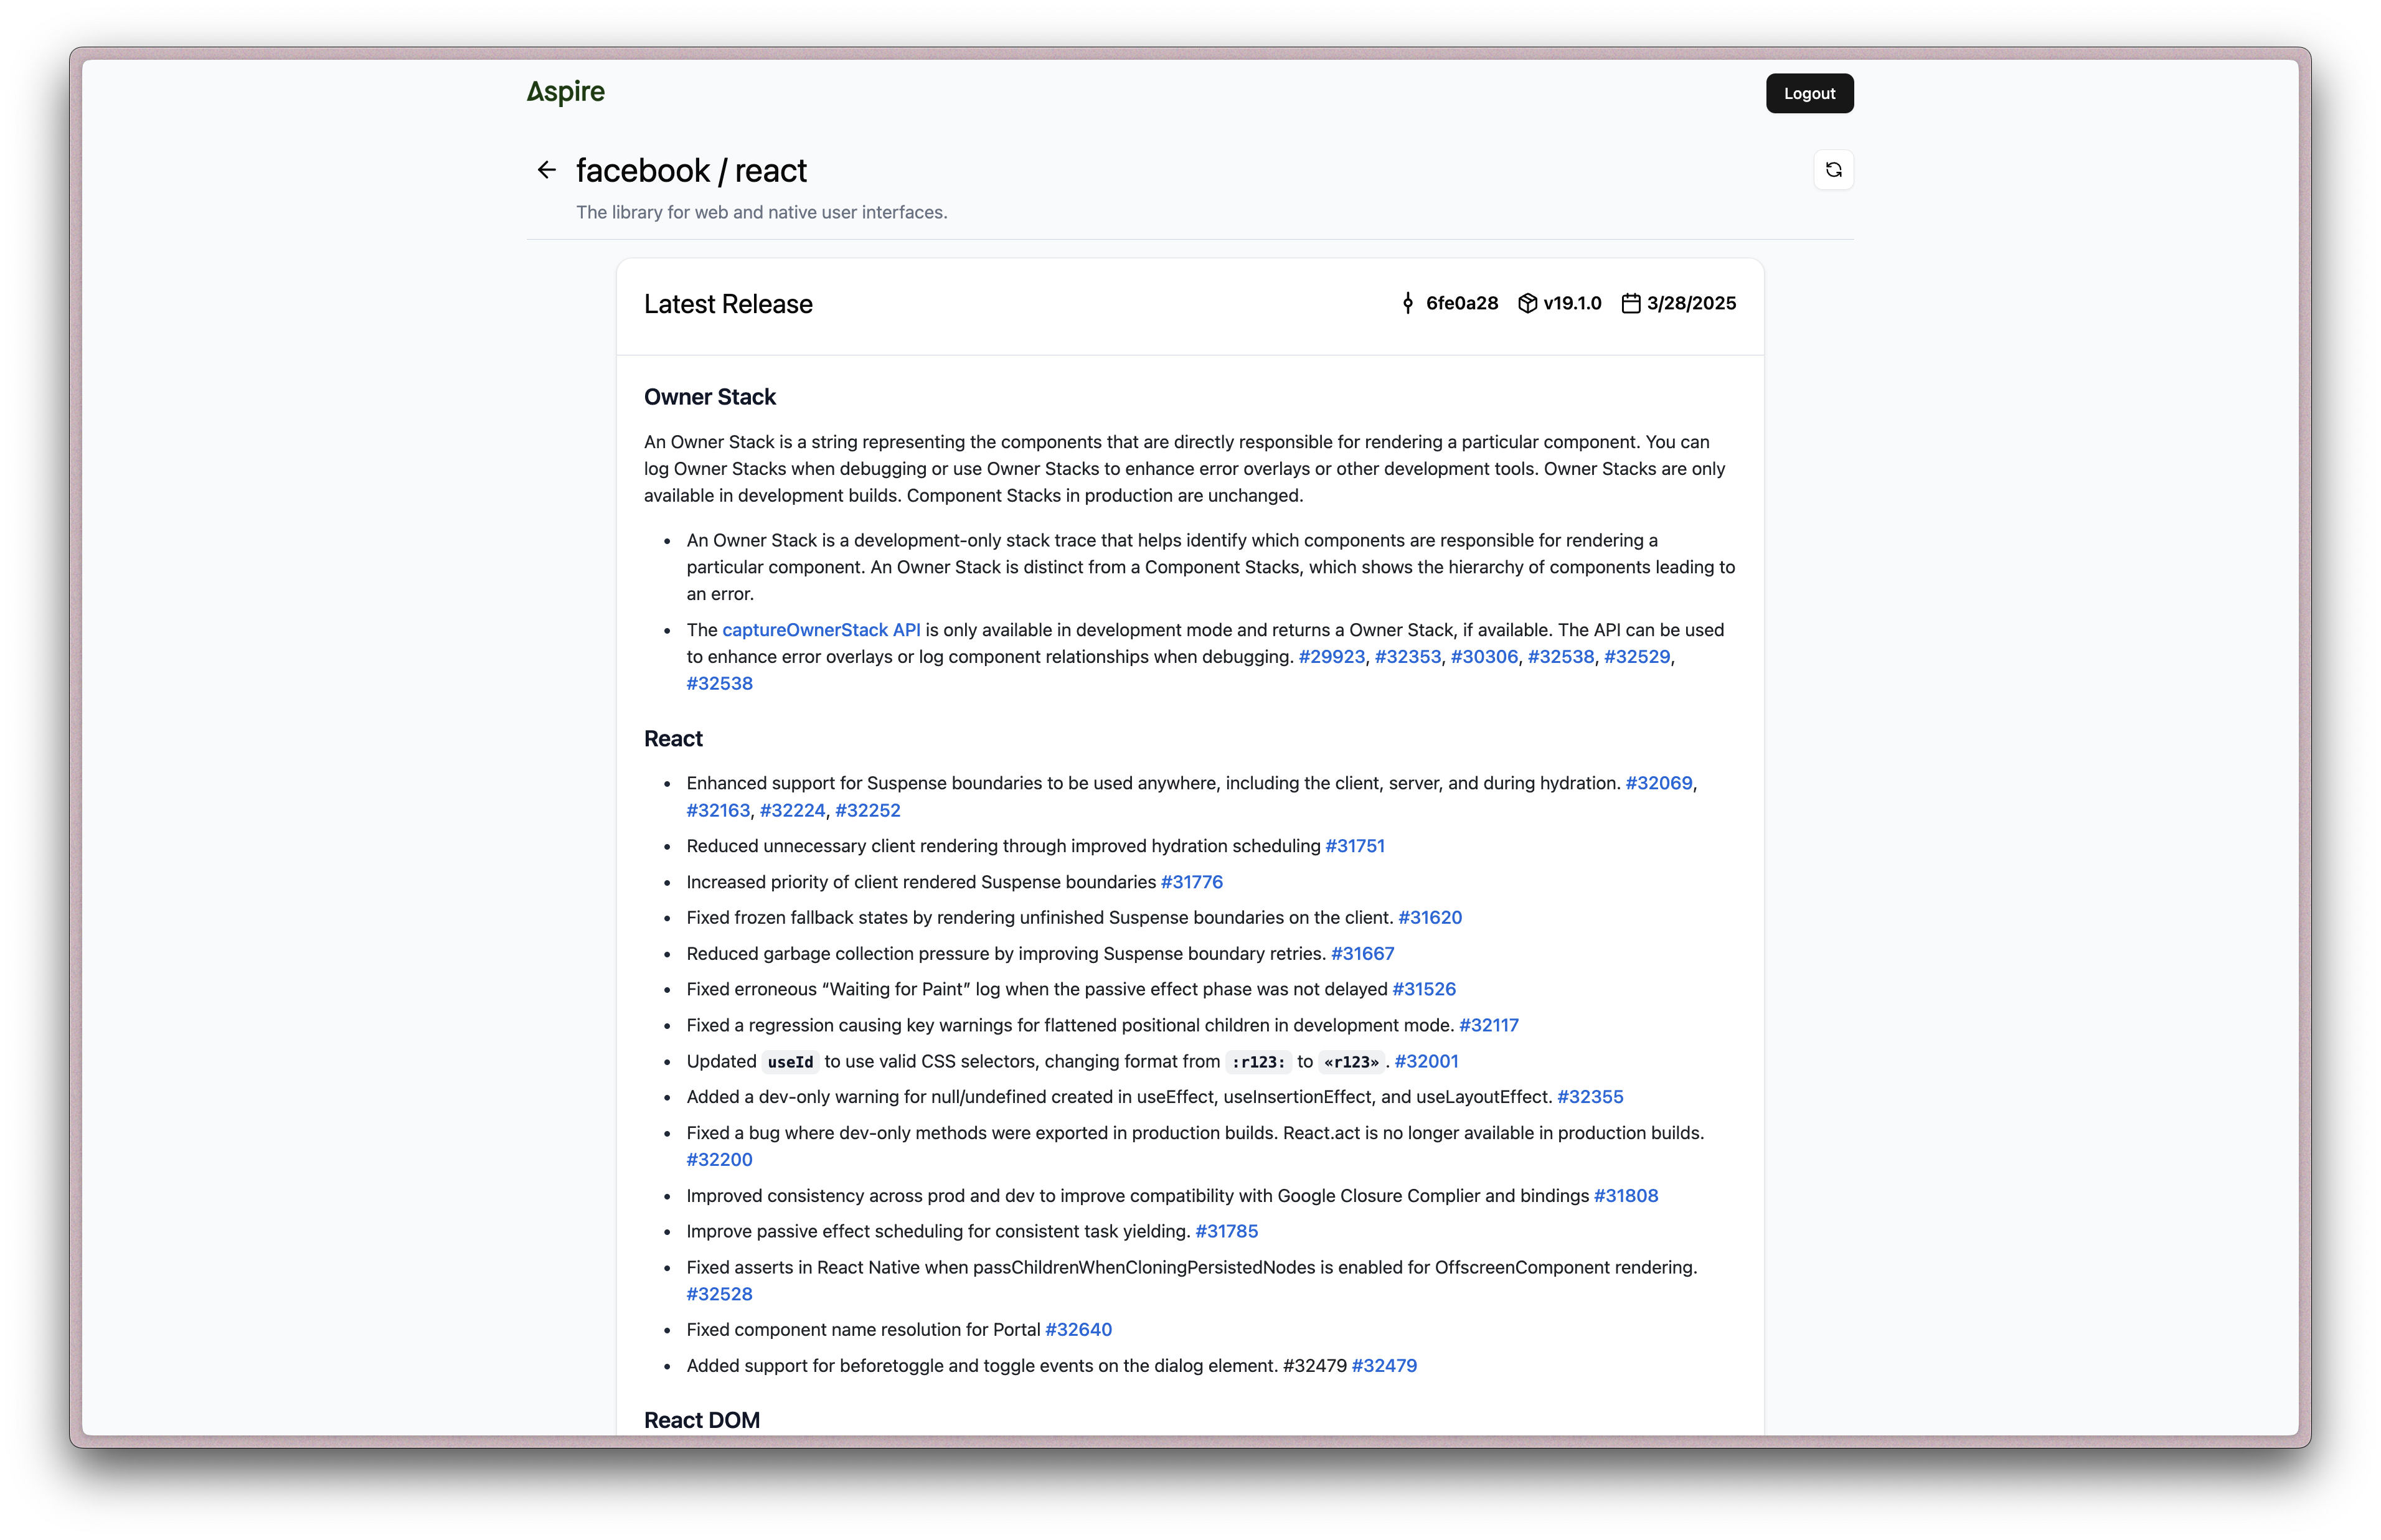 Aspire
Logout
facebook / react
The library for web and native user interfaces.
Latest Release
6fe0a28 v19.1.0 3/28/2025
Owner Stack
An Owner Stack is a string representing the components that are directly responsible for rendering a particular component. You can
log Owner Stacks when debugging or use Owner Stacks to enhance error overlays or other development tools. Owner Stacks are only
available in development builds. Component Stacks in production are unchanged.
• An Owner Stack is a development-only stack trace that helps identify which components are responsible for rendering a
particular component. An Owner Stack is distinct from a Component Stacks, which shows the hierarchy of components leading to
an error.
• The captureOwnerStack API is only available in development mode and returns a Owner Stack, if available. The API can be used
to enhance error overlays or log component relationships when debugging. #29923, #32353, #30306, #32538, #32529,
#32538
React
• Enhanced support for Suspense boundaries to be used anywhere, including the client, server, and during hydration. #32069,
#32163, #32224, #32252
• Reduced unnecessary client rendering through improved hydration scheduling #31751
• Increased priority of client rendered Suspense boundaries #31776
• Fixed frozen fallback states by rendering unfinished Suspense boundaries on the client. #31620
• Reduced garbage collection pressure by improving Suspense boundary retries. #31667
• Fixed erroneous “Waiting for Paint” log when the passive effect phase was not delayed #31526
• Fixed a regression causing key warnings for flattened positional children in development mode. #32117
• Updated useId to use valid CSS selectors, changing format from :r123: to «r123». #32001
• Added a dev-only warning for null/undefined created in useEffect, useInsertionEffect, and useLayoutEffect. #32355
• Fixed a bug where dev-only methods were exported in production builds. React.act is no longer available in production builds.
#32200
• Improved consistency across prod and dev to improve compatibility with Google Closure Complier and bindings #31808
• Improve passive effect scheduling for consistent task yielding. #31785
• Fixed asserts in React Native when passChildrenWhenCloningPersistedNodes is enabled for OffscreenComponent rendering.
#32528
• Fixed component name resolution for Portal #32640
• Added support for beforetoggle and toggle events on the dialog element. #32479 #32479
React DOM